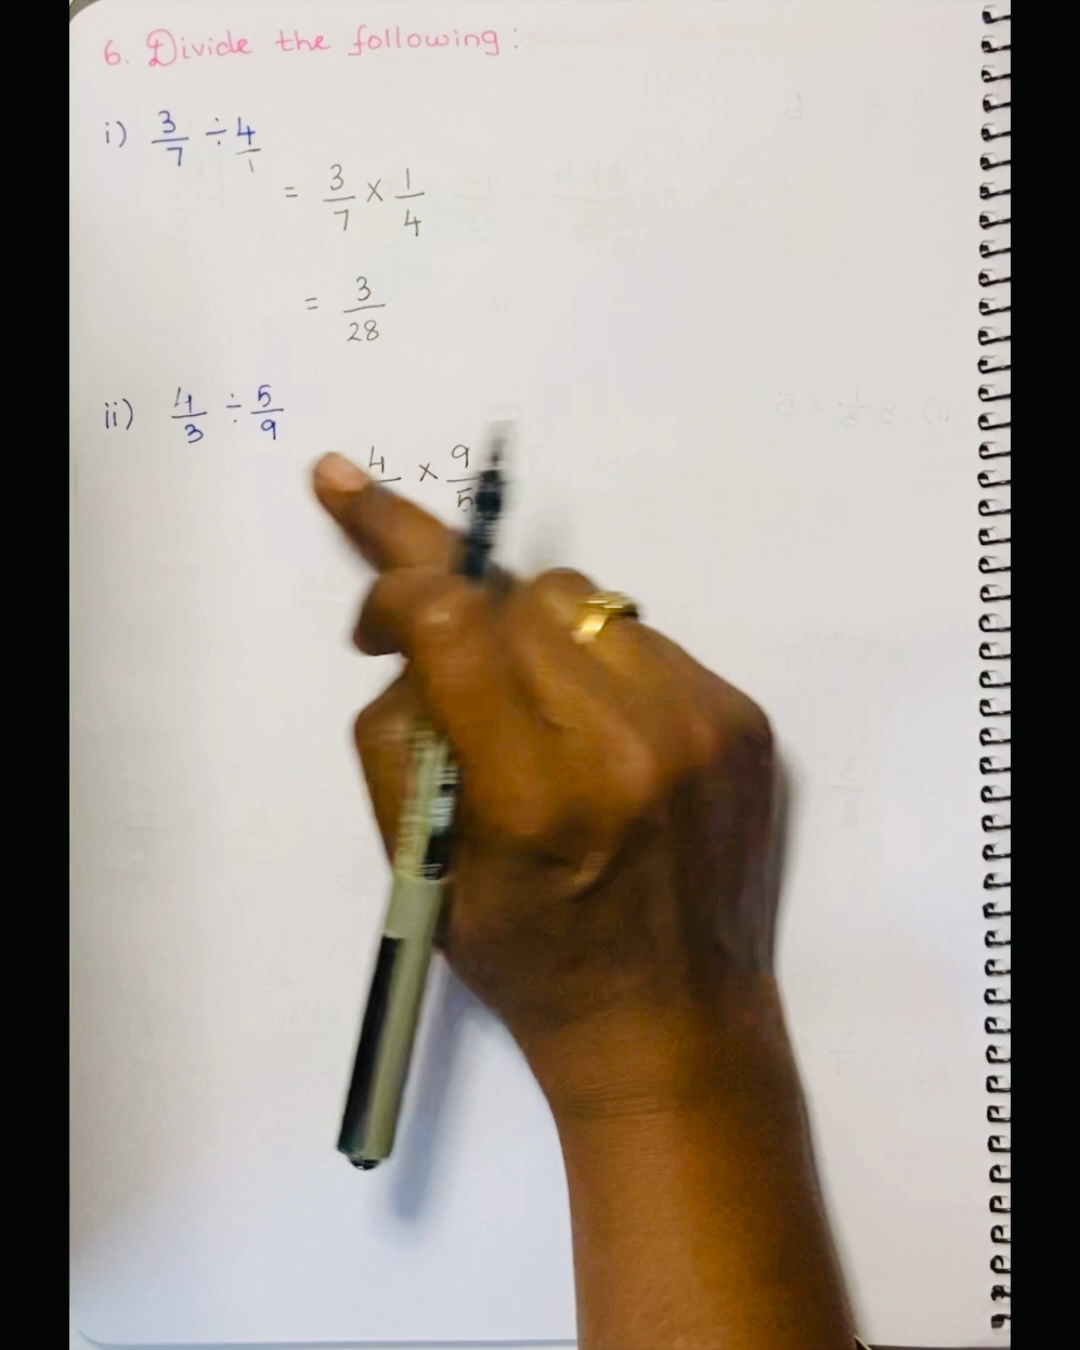 6. Divide the following:
i) 3/7 ÷ 4/1
= 3/7 × 1/4
= 3/28
ii) 4/3 ÷ 5/9
4 × 9/5